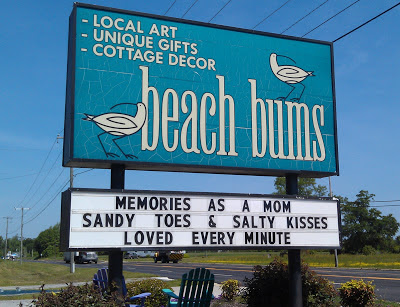 - LOCAL ART
- UNIQUE GIFTS
- COTTAGE DECOR
beach bums
MEMORIES AS A MOM
SANDY TOES & SALTY KISSES
LOVED EVERY MINUTE